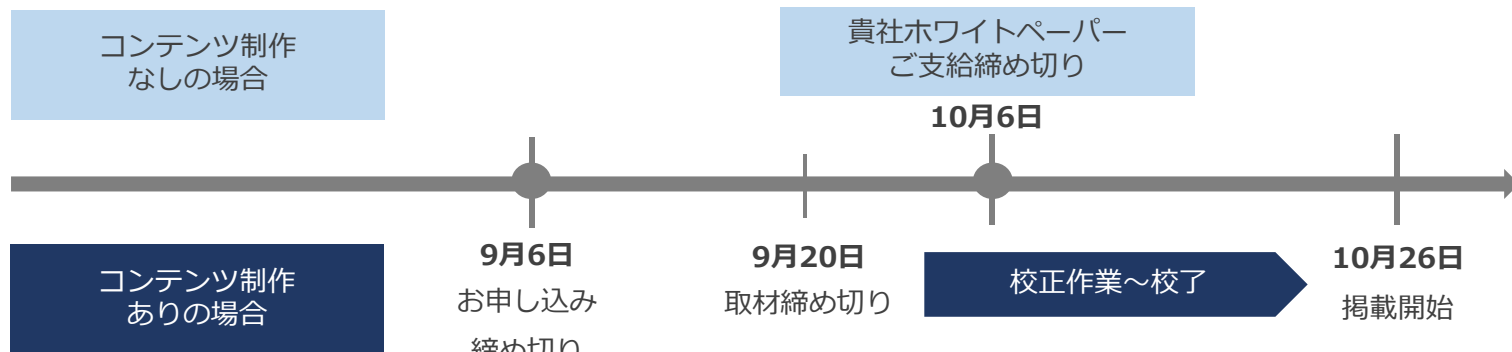 コンテンツ制作
なしの場合
貴社ホワイトペーパー
ご支給締め切り
10月6日
コンテンツ制作
ありの場合
9月6日
お申し込み
締め切り
9月20日
取材締め切り
校正作業～校了
10月26日
掲載開始